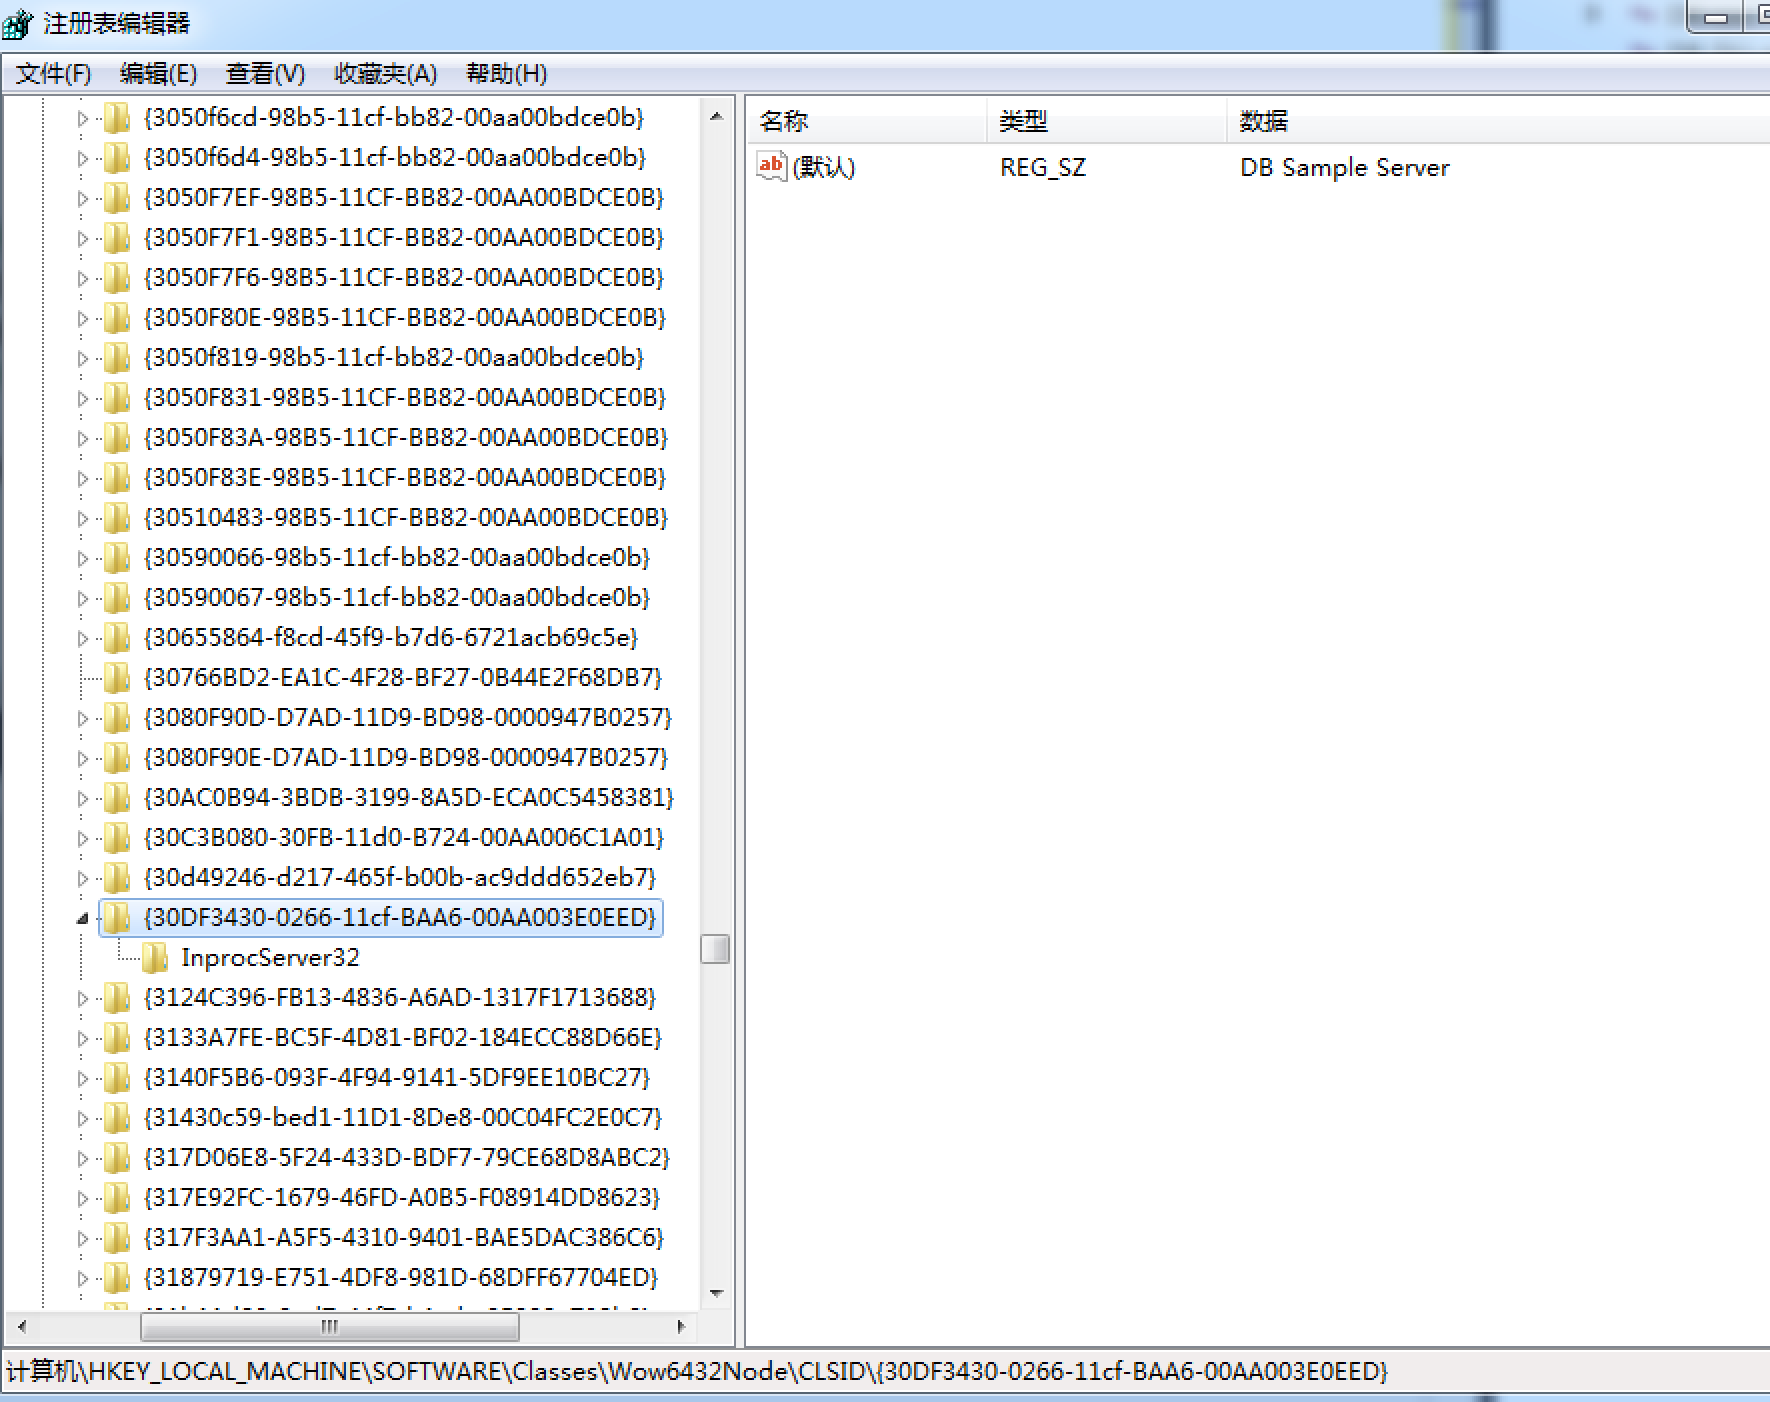 注册表编辑器
文件(F) 编辑(E) 查看(V) 收藏夹(A) 帮助(H)
{3050f6cd-98b5-11cf-bb82-00aa00bdce0b}
{3050f6d4-98b5-11cf-bb82-00aa00bdce0b}
{3050F7EF-98B5-11CF-BB82-00AA00BDCE0B}
{3050F7F1-98B5-11CF-BB82-00AA00BDCE0B}
{3050F7F6-98B5-11CF-BB82-00AA00BDCE0B}
{3050F80E-98B5-11CF-BB82-00AA00BDCE0B}
{3050f819-98b5-11cf-bb82-00aa00bdce0b}
{3050F831-98B5-11CF-BB82-00AA00BDCE0B}
{3050F83A-98B5-11CF-BB82-00AA00BDCE0B}
{3050F83E-98B5-11CF-BB82-00AA00BDCE0B}
{30510483-98B5-11CF-BB82-00AA00BDCE0B}
{30590066-98b5-11cf-bb82-00aa00bdce0b}
{30590067-98b5-11cf-bb82-00aa00bdce0b}
{30655864-f8cd-45f9-b7d6-6721acb69c5e}
{30766BD2-EA1C-4F28-BF27-0B44E2F68DB7}
{3080F90D-D7AD-11D9-BD98-0000947B0257}
{3080F90E-D7AD-11D9-BD98-0000947B0257}
{30AC0B94-3BDB-3199-8A5D-ECA0C5458381}
{30C3B080-30FB-11d0-B724-00AA006C1A01}
{30d49246-d217-465f-b00b-ac9ddd652eb7}
{30DF3430-0266-11cf-BAA6-00AA003E0EED}
InprocServer32
{3124C396-FB13-4836-A6AD-1317F1713688}
{3133A7FE-BC5F-4D81-BF02-184ECC88D66E}
{3140F5B6-093F-4F94-9141-5DF9EE10BC27}
{31430c59-bed1-11D1-8De8-00C04FC2E0C7}
{317D06E8-5F24-433D-BDF7-79CE68D8ABC2}
{317E92FC-1679-46FD-A0B5-F08914DD8623}
{317F3AA1-A5F5-4310-9401-BAE5DAC386C6}
{31879719-E751-4DF8-981D-68DFF67704ED}
名称 类型 数据
ab (默认) REG_SZ DB Sample Server
计算机\HKEY_LOCAL_MACHINE\SOFTWARE\Classes\Wow6432Node\CLSID\{30DF3430-0266-11cf-BAA6-00AA003E0EED}